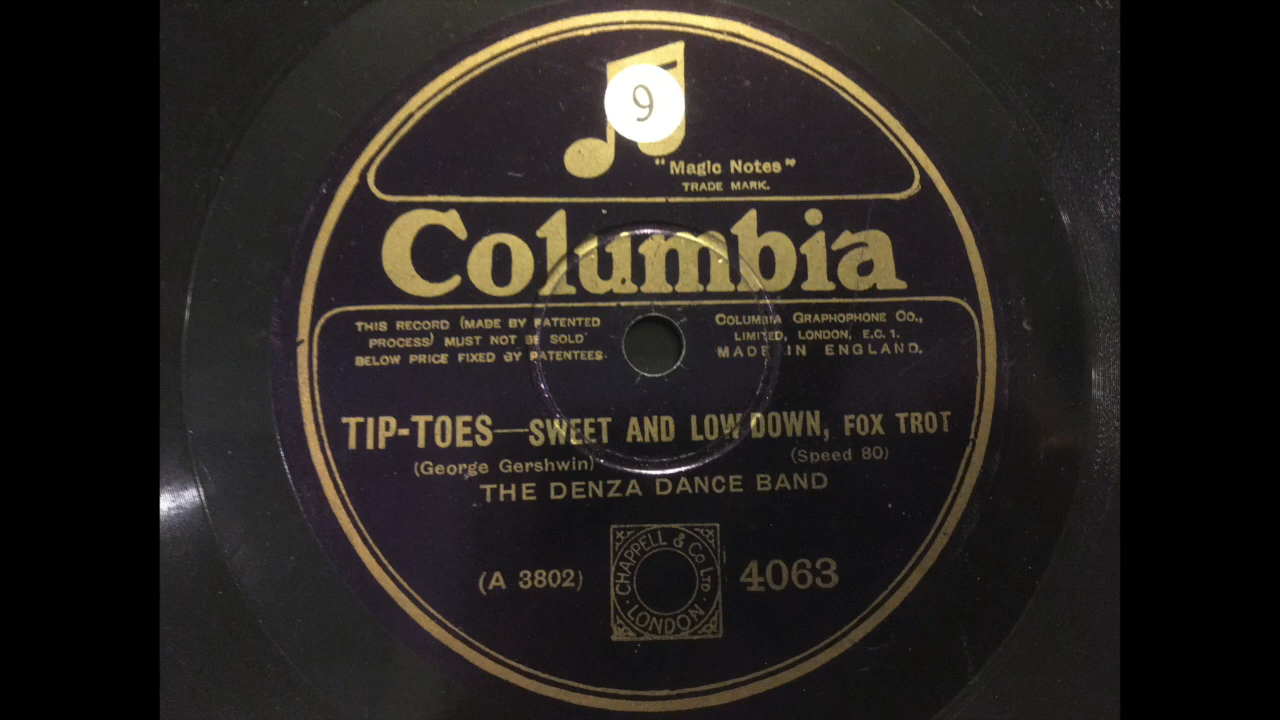 9
"Magic Notes"
TRADE MARK.
Columbia
THIS RECORD (MADE BY PATENTED
PROCESS) MUST NOT BE SOLD
BELOW PRICE FIXED BY PATENTEES.
COLUMBIA GRAPHOPHONE CO.,
LIMITED, LONDON, E.C.1.
MADE IN ENGLAND.
TIP-TOES—SWEET AND LOW DOWN, FOX TROT
(George Gershwin) (Speed 80)
THE DENZA DANCE BAND
(A 3802)
CHAPPELL & CO LTD
· LONDON ·
4063